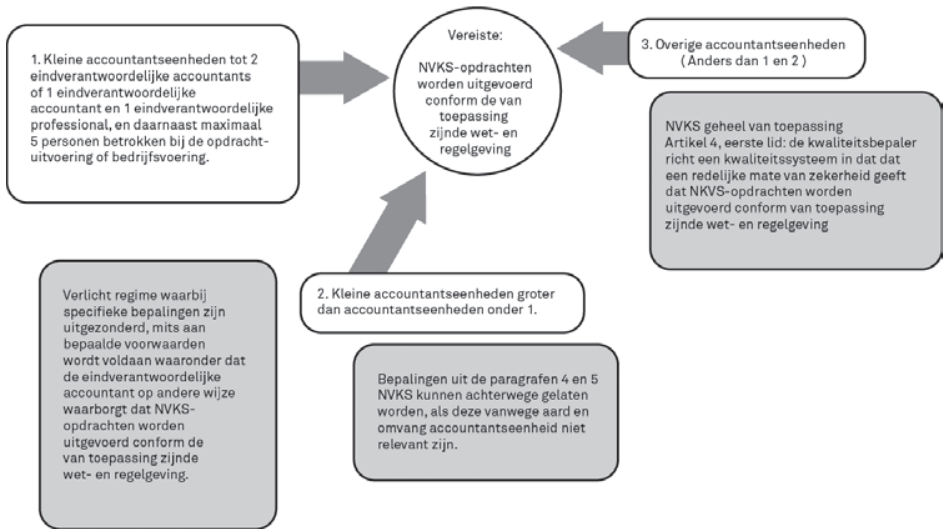 1. Kleine accountantseenheden tot 2
eindverantwoordelijke accountants
of 1 eindverantwoordelijke
accountant en 1 eindverantwoordelijke
professional, en daarnaast maximaal
5 personen betrokken bij de opdracht-
uitvoering of bedrijfsvoering.
Vereiste:
NVKS-opdrachten
worden uitgevoerd
conform de van
toepassing
zijnde wet- en
regelgeving
3. Overige accountantseenheden
(Anders dan 1 en 2)
NVKS geheel van toepassing
Artikel 4, eerste lid: de kwaliteitsbepaler
richt een kwaliteitssysteem in dat dat
een redelijke mate van zekerheid geeft
dat NKVS-opdrachten worden
uitgevoerd conform van toepassing
zijnde wet- en regelgeving
Verlicht regime waarbij
specifieke bepalingen zijn
uitgezonderd, mits aan
bepaalde voorwaarden
wordt voldaan waaronder dat
de eindverantwoordelijke
accountant op andere wijze
waarborgt dat NVKS-
opdrachten worden
uitgevoerd conform de
van toepassing zijnde
wet- en regelgeving.
2. Kleine accountantseenheden groter
dan accountantseenheden onder 1.
Bepalingen uit de paragrafen 4 en 5
NVKS kunnen achterwege gelaten
worden, als deze vanwege aard en
omvang accountantseenheid niet
relevant zijn.